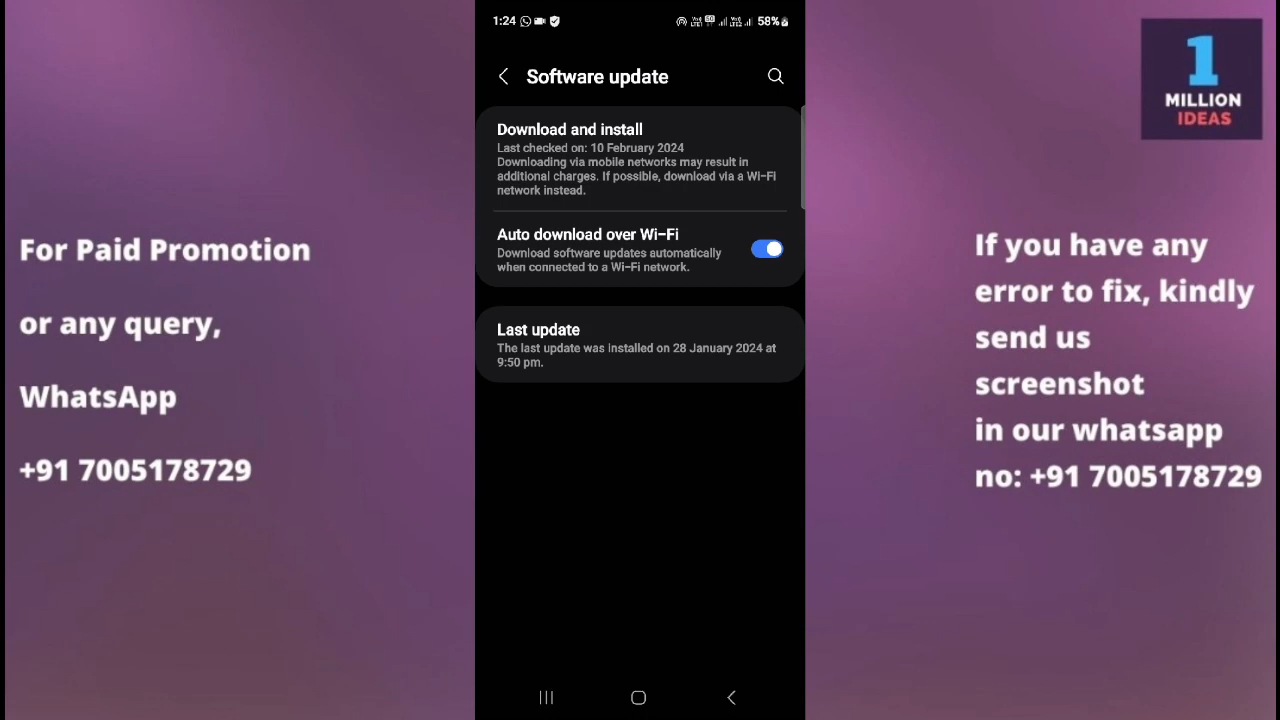 For Paid Promotion
or any query,
WhatsApp
+91 7005178729
1:24
58%
Software update
Download and install
Last checked on: 10 February 2024
Downloading via mobile networks may result in
additional charges. If possible, download via a Wi-Fi
network instead.
Auto download over Wi-Fi
Download software updates automatically
when connected to a Wi-Fi network.
Last update
The last update was installed on 28 January 2024 at
9:50 pm.
1
MILLION
IDEAS
If you have any
error to fix, kindly
send us
screenshot
in our whatsapp
no: +91 7005178729